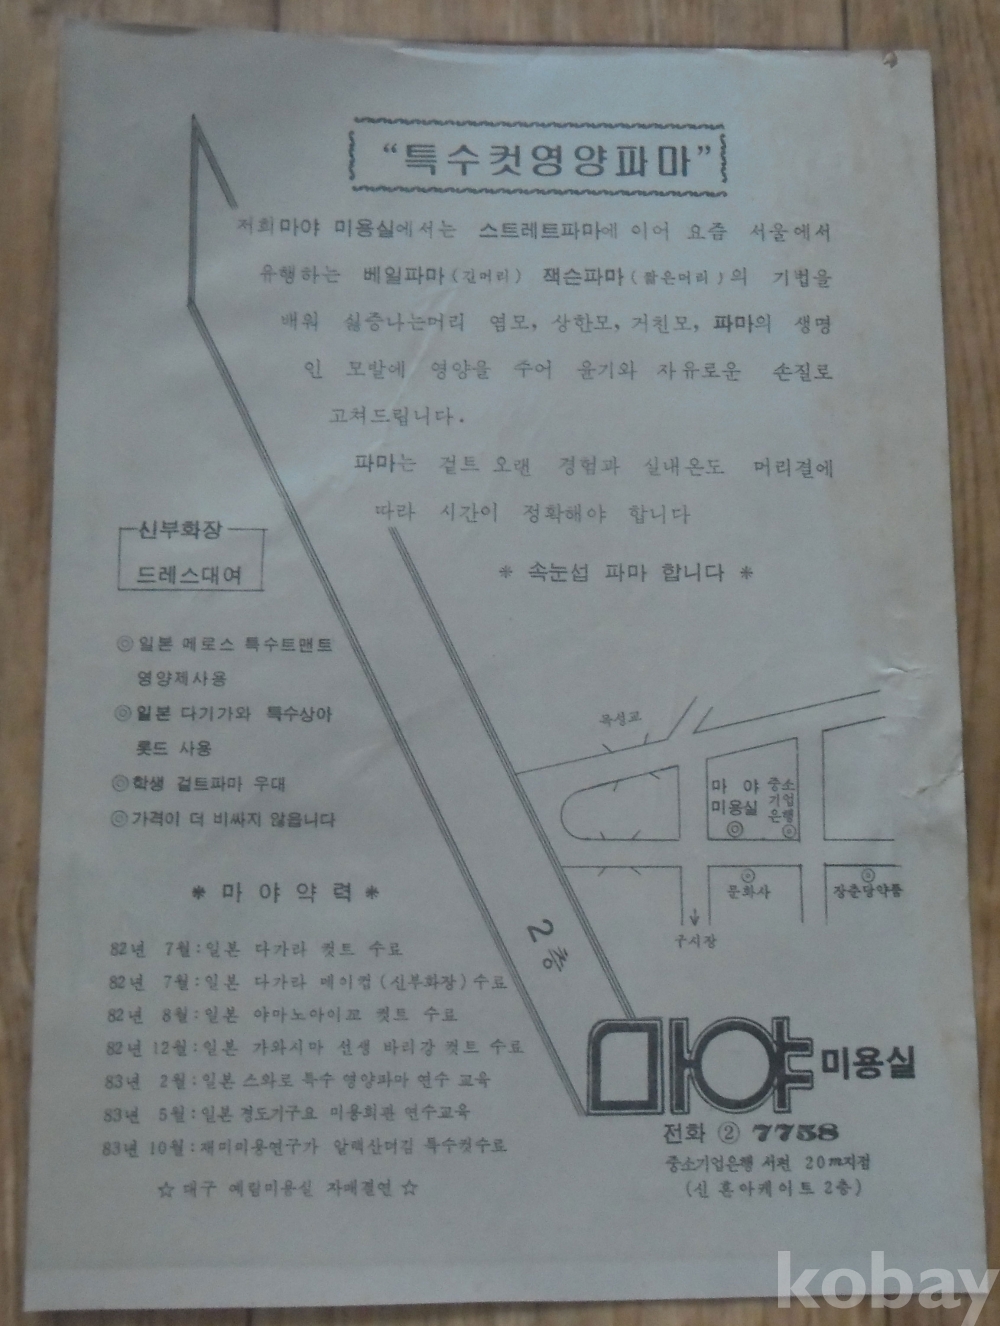 “특수컷영양파마”
저희마야 미용실에서는 스트레트파마에 이어 요즘 서울에서
유행하는 베일파마(긴머리) 잭슨파마(짧은머리)의 기법을
배워 싫증나는머리 염모, 상한모, 거친모, 파마의 생명
인 모발에 영양을 주어 윤기와 자유로운 손질로
고쳐드립니다.
파마는 겉트 오랜 경험과 실내온도 머리결에
따라 시간이 정확해야 합니다
* 속눈섭 파마 합니다 *
신부화장
드레스대여
◎일본 메로스 특수트맨트
영양제사용
◎일본 다기가와 특수상아
롯드 사용
◎학생 겉트파마 우대
◎가격이 더 비싸지 않읍니다
* 마 야 약 력 *
82년 7월:일본 다가라 컷트 수료
82년 7월:일본 다가라 메이컵(신부화장)수료
82년 8월:일본 야마노아이꼬 컷트 수료
82년 12월:일본 가와시마 선생 바리깡 컷트 수료
83년 2월:일본 스와로 특수 영양파마 연수 교육
83년 5월:일본 경도기구요 미용회관 연수교육
83년 10월:재미미용연구가 알랙산더김 특수컷수료
☆ 대구 예림미용실 자매결연 ☆
목성교
마 야
미용실
중소
기업
은행
문화사
장춘당약품
구시장
2층
마야 미용실
전화 ② 7758
중소기업은행 서편 20m지점
(신흥아케이트 2층)
kobay